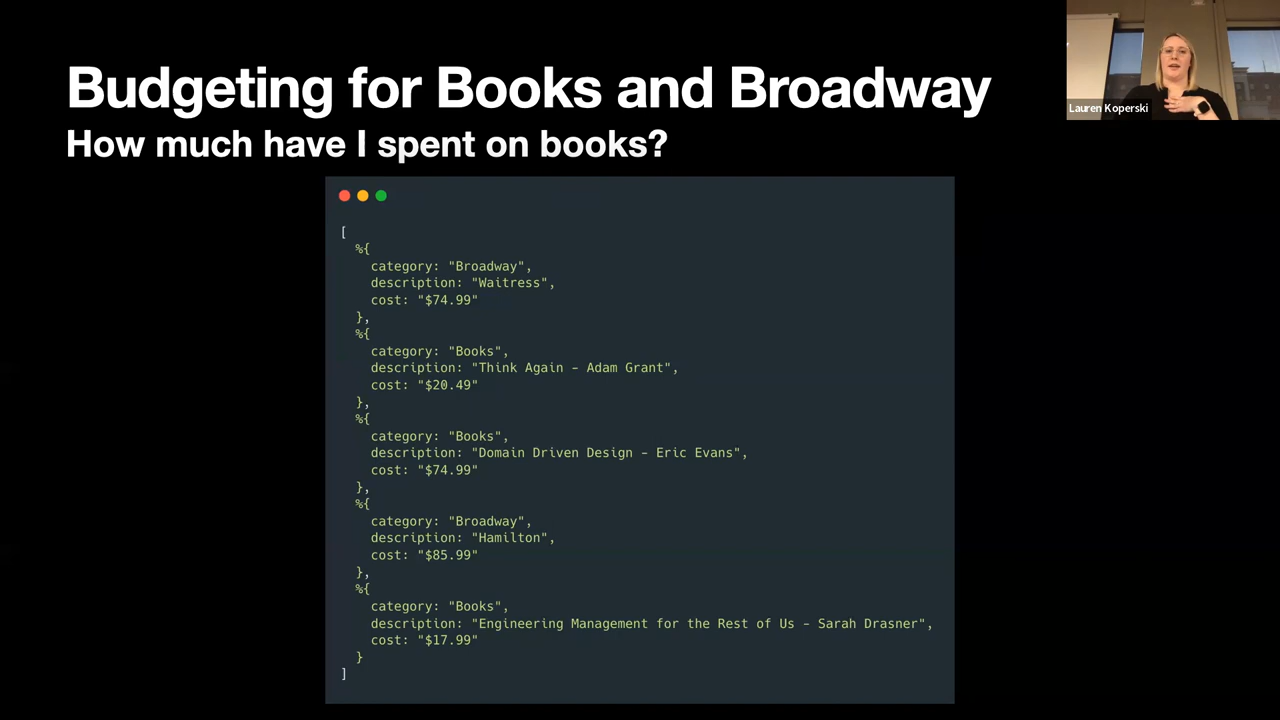 Budgeting for Books and Broadway
How much have I spent on books?
Lauren Koperski
[
  %{
    category: "Broadway",
    description: "Waitress",
    cost: "$74.99"
  },
  %{
    category: "Books",
    description: "Think Again - Adam Grant",
    cost: "$20.49"
  },
  %{
    category: "Books",
    description: "Domain Driven Design - Eric Evans",
    cost: "$74.99"
  },
  %{
    category: "Broadway",
    description: "Hamilton",
    cost: "$85.99"
  },
  %{
    category: "Books",
    description: "Engineering Management for the Rest of Us - Sarah Drasner",
    cost: "$17.99"
  }
]